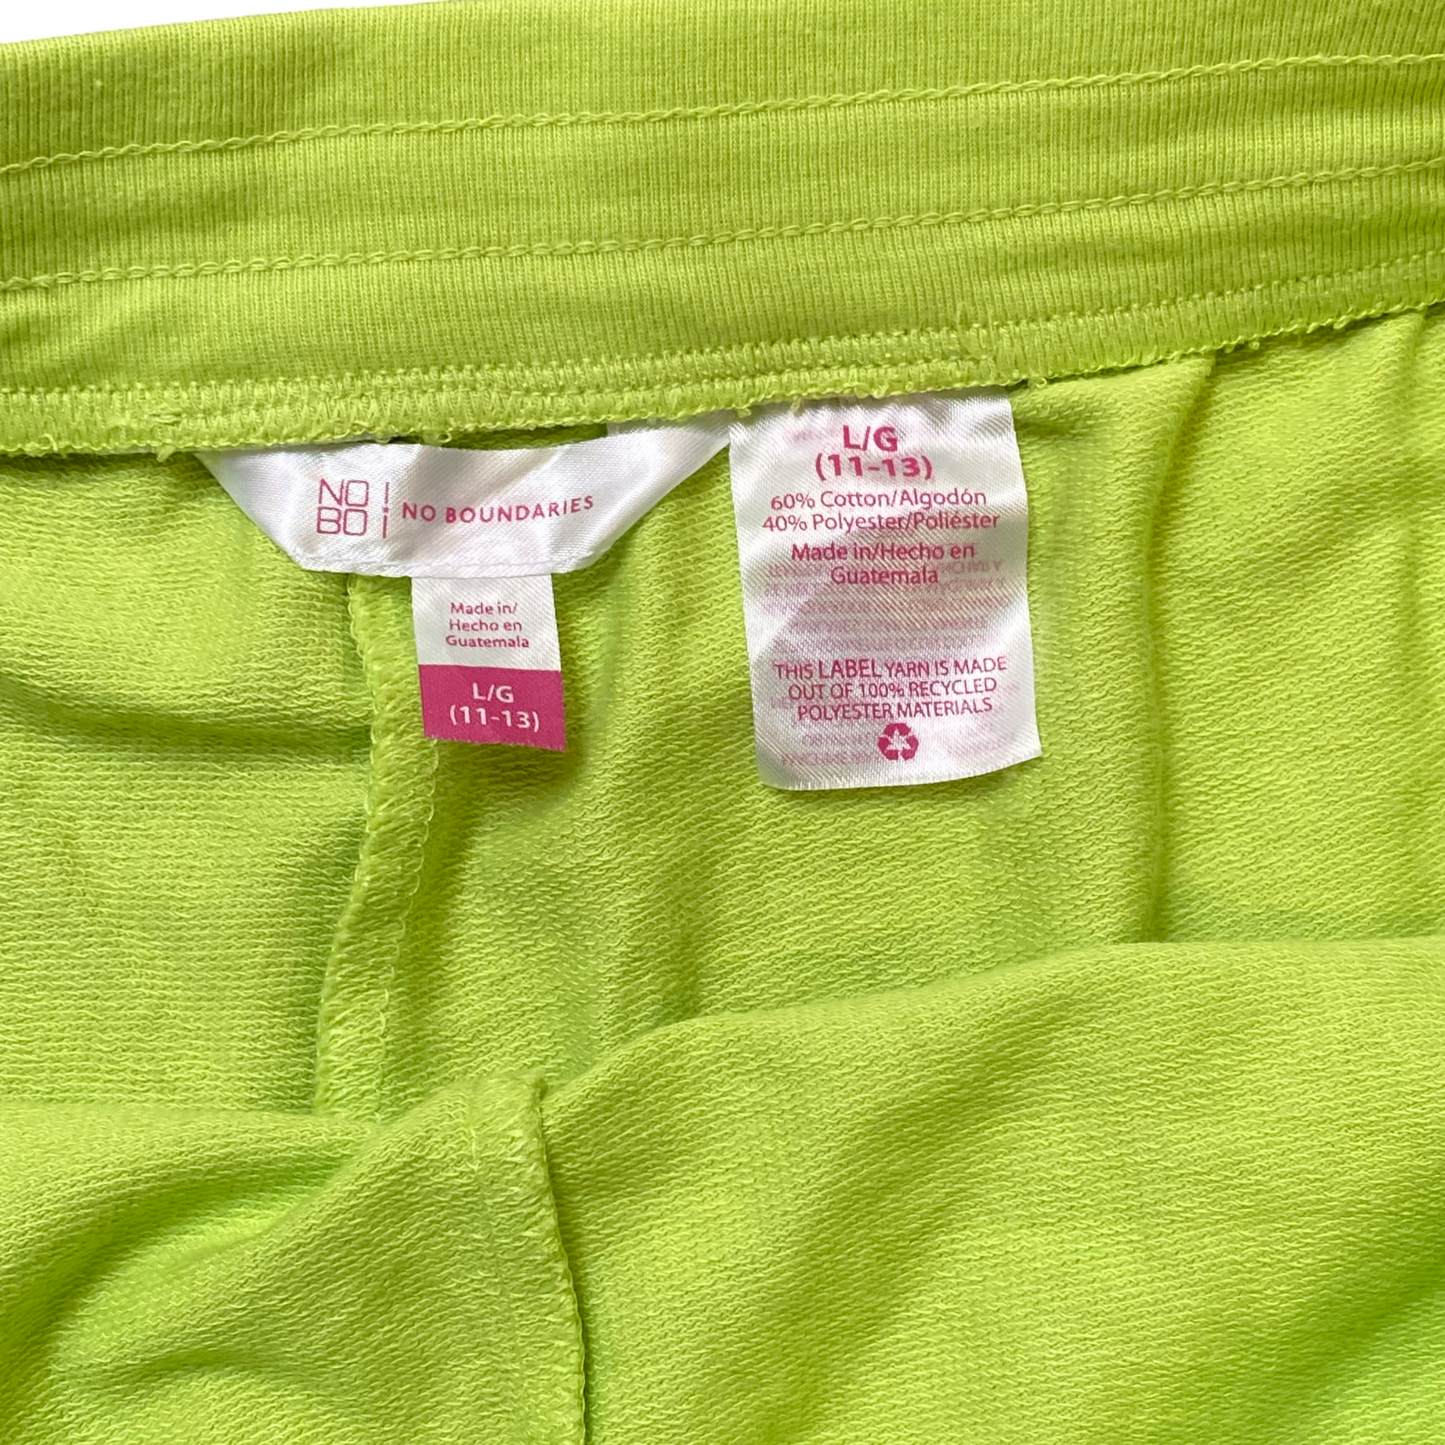 NO
BO
NO BOUNDARIES
Made in/
Hecho en
Guatemala
L/G
(11-13)
L/G
(11-13)
60% Cotton/Algodón
40% Polyester/Poliéster
Made in/Hecho en
Guatemala
THIS LABEL YARN IS MADE
OUT OF 100% RECYCLED
POLYESTER MATERIALS